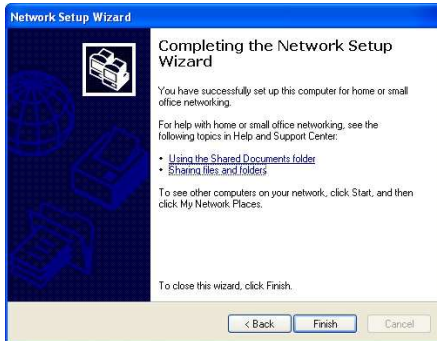 Network Setup Wizard
Completing the Network Setup
Wizard
You have successfully set up this computer for home or small
office networking.
For help with home or small office networking, see the
following topics in Help and Support Center:
• Using the Shared Documents folder
• Sharing files and folders
To see other computers on your network, click Start, and then
click My Network Places.
To close this wizard, click Finish.
< Back Finish Cancel